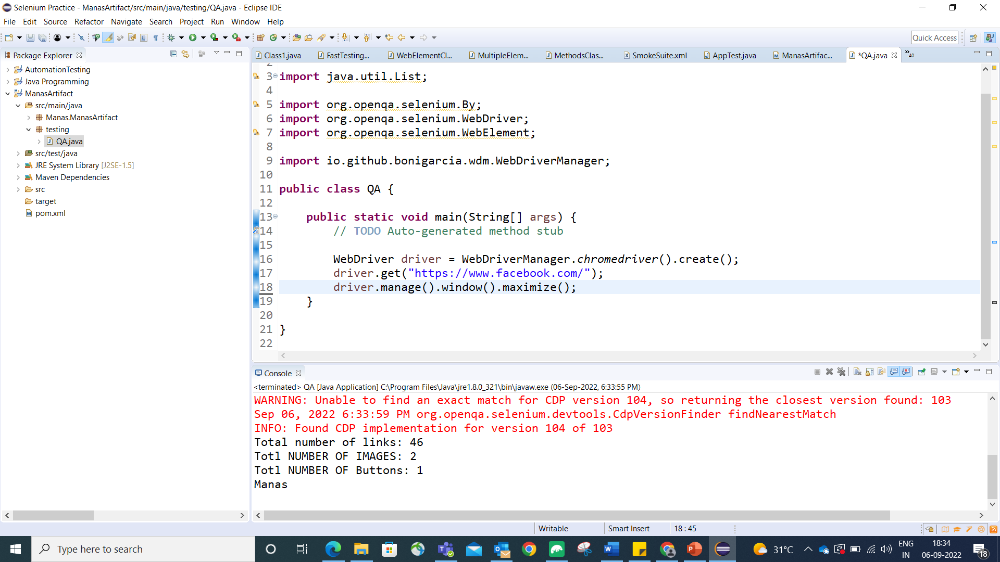 Selenium Practice - ManasArtifact/src/main/java/testing/QA.java - Eclipse IDE
File Edit Source Refactor Navigate Search Project Run Window Help
Quick Access
Package Explorer
AutomationTesting
Java Programming
ManasArtifact
src/main/java
Manas.ManasArtifact
testing
QA.java
src/test/java
JRE System Library [J2SE-1.5]
Maven Dependencies
src
target
pom.xml
Class1.java FastTesting... WebElementCl... MultipleElem... MethodsClas... SmokeSuite.xml AppTest.java ManasArtifac... *QA.java »40
2
3 import java.util.List;
4
5 import org.openqa.selenium.By;
6 import org.openqa.selenium.WebDriver;
7 import org.openqa.selenium.WebElement;
8
9 import io.github.bonigarcia.wdm.WebDriverManager;
10
11 public class QA {
12
13 public static void main(String[] args) {
14 // TODO Auto-generated method stub
15
16 WebDriver driver = WebDriverManager.chromedriver().create();
17 driver.get("https://www.facebook.com/");
18 driver.manage().window().maximize();
19 }
20
21 }
22
Console
<terminated> QA [Java Application] C:\Program Files\Java\jre1.8.0_321\bin\javaw.exe (06-Sep-2022, 6:33:55 PM)
WARNING: Unable to find an exact match for CDP version 104, so returning the closest version found: 103
Sep 06, 2022 6:33:59 PM org.openqa.selenium.devtools.CdpVersionFinder findNearestMatch
INFO: Found CDP implementation for version 104 of 103
Total number of links: 46
Totl NUMBER OF IMAGES: 2
Totl NUMBER OF Buttons: 1
Manas
Writable Smart Insert 18 : 45
Type here to search
31°C
ENG
IN
18:34
06-09-2022
18